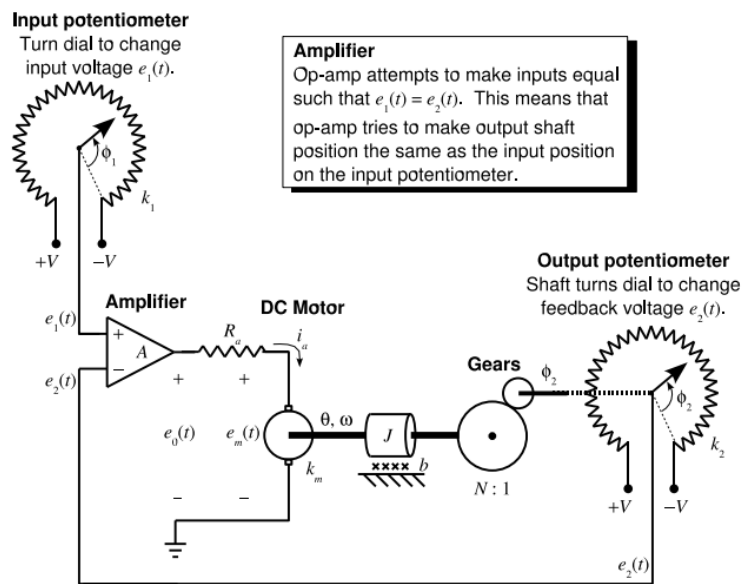 Input potentiometer
Turn dial to change
input voltage e₁(t).
Amplifier
Op-amp attempts to make inputs equal
such that e₁(t) = e₂(t). This means that
op-amp tries to make output shaft
position the same as the input position
on the input potentiometer.
ϕ₁
k₁
+V
−V
Output potentiometer
Shaft turns dial to change
feedback voltage e₂(t).
Amplifier
DC Motor
e₁(t)
+
A
e₂(t)
−
Rₐ
iₐ
Gears
ϕ₂
ϕ₂
+
+
θ, ω
J
e₀(t)
eₘ(t)
kₘ
xxxx b
k₂
N : 1
−
−
+V
−V
e₂(t)